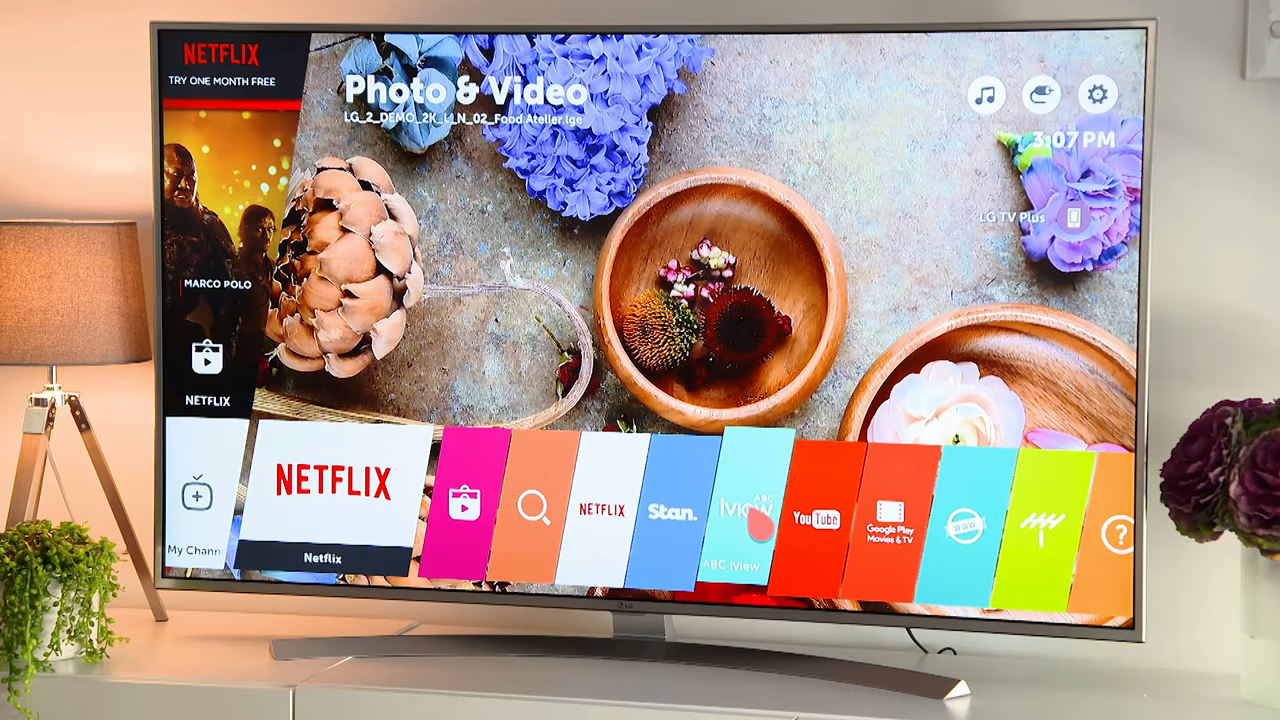 NETFLIX
TRY ONE MONTH FREE
Photo & Video
LG_2_DEMO_2K_L_N_02_Food Atelier.lge
3:07 PM
LG TV Plus
MARCO POLO
NETFLIX
My Chann
NETFLIX
Netflix
NETFLIX
Stan.
ABC
iview
ABC iview
YouTube
Google Play
Movies & TV
WWW
?
LG